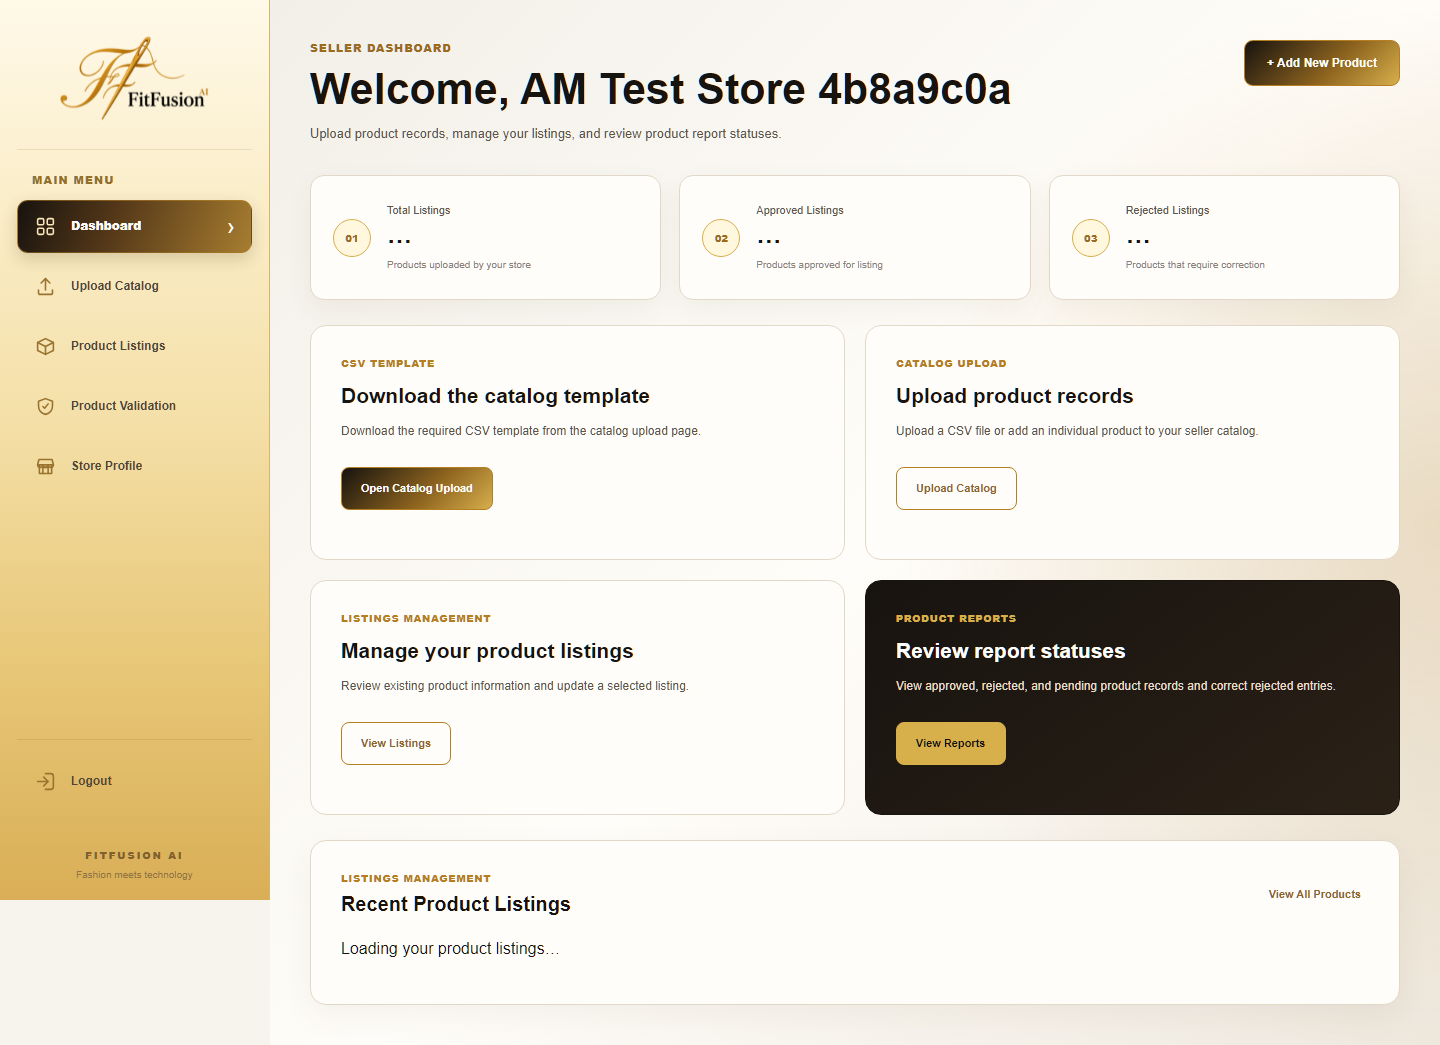 FitFusion AI
MAIN MENU
Dashboard
Upload Catalog
Product Listings
Product Validation
Store Profile
Logout
FITFUSION AI
Fashion meets technology
SELLER DASHBOARD
Welcome, AM Test Store 4b8a9c0a
Upload product records, manage your listings, and review product report statuses.
+ Add New Product
01
Total Listings
...
Products uploaded by your store
02
Approved Listings
...
Products approved for listing
03
Rejected Listings
...
Products that require correction
CSV TEMPLATE
Download the catalog template
Download the required CSV template from the catalog upload page.
Open Catalog Upload
CATALOG UPLOAD
Upload product records
Upload a CSV file or add an individual product to your seller catalog.
Upload Catalog
LISTINGS MANAGEMENT
Manage your product listings
Review existing product information and update a selected listing.
View Listings
PRODUCT REPORTS
Review report statuses
View approved, rejected, and pending product records and correct rejected entries.
View Reports
LISTINGS MANAGEMENT
Recent Product Listings
View All Products
Loading your product listings...